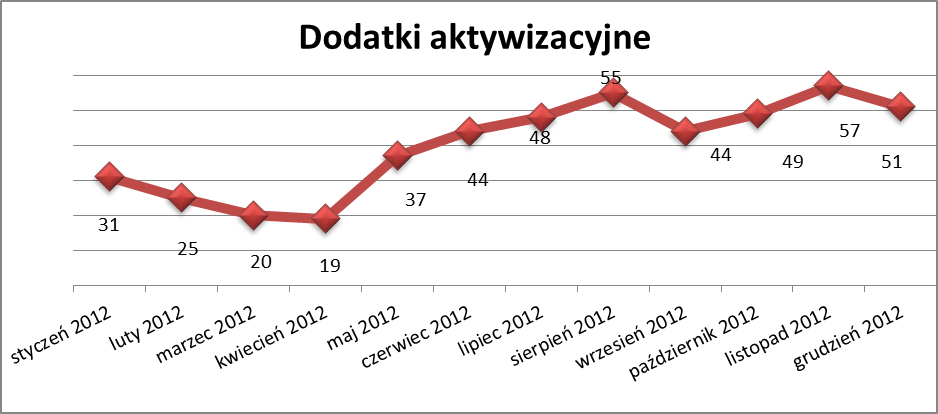 Dodatki aktywizacyjne
31
25
20
19
37
44
48
55
44
49
57
51
styczeń 2012
luty 2012
marzec 2012
kwiecień 2012
maj 2012
czerwiec 2012
lipiec 2012
sierpień 2012
wrzesień 2012
październik 2012
listopad 2012
grudzień 2012